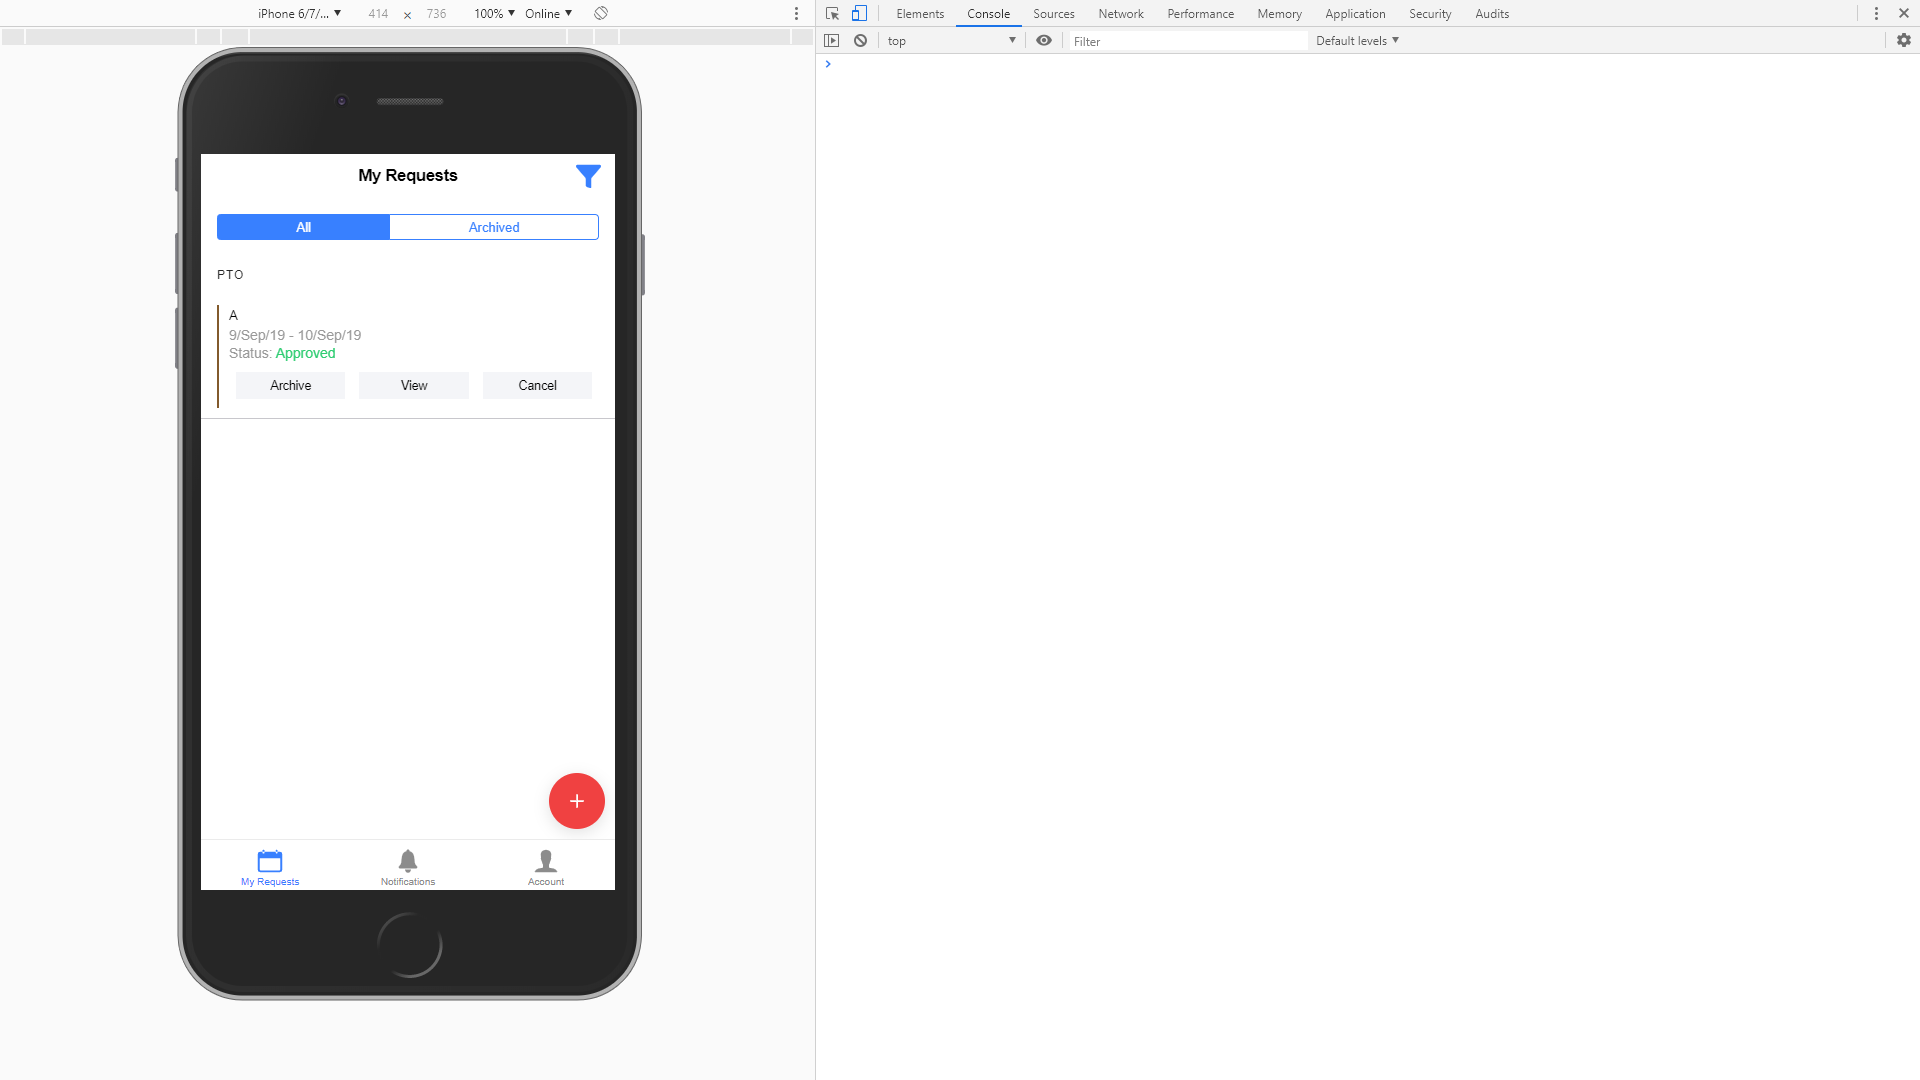 iPhone 6/7/... 414 × 736 100% Online
Elements Console Sources Network Performance Memory Application Security Audits
top Filter Default levels
My Requests
All Archived
PTO
A
9/Sep/19 - 10/Sep/19
Status: Approved
Archive View Cancel
My Requests Notifications Account